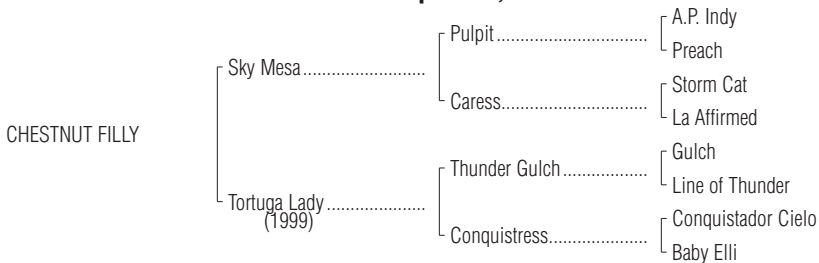 A.P. Indy
Pulpit
Preach
Sky Mesa
Storm Cat
Caress
La Affirmed
CHESTNUT FILLY
Gulch
Thunder Gulch
Line of Thunder
Tortuga Lady
(1999)
Conquistador Cielo
Conquistress
Baby Elli